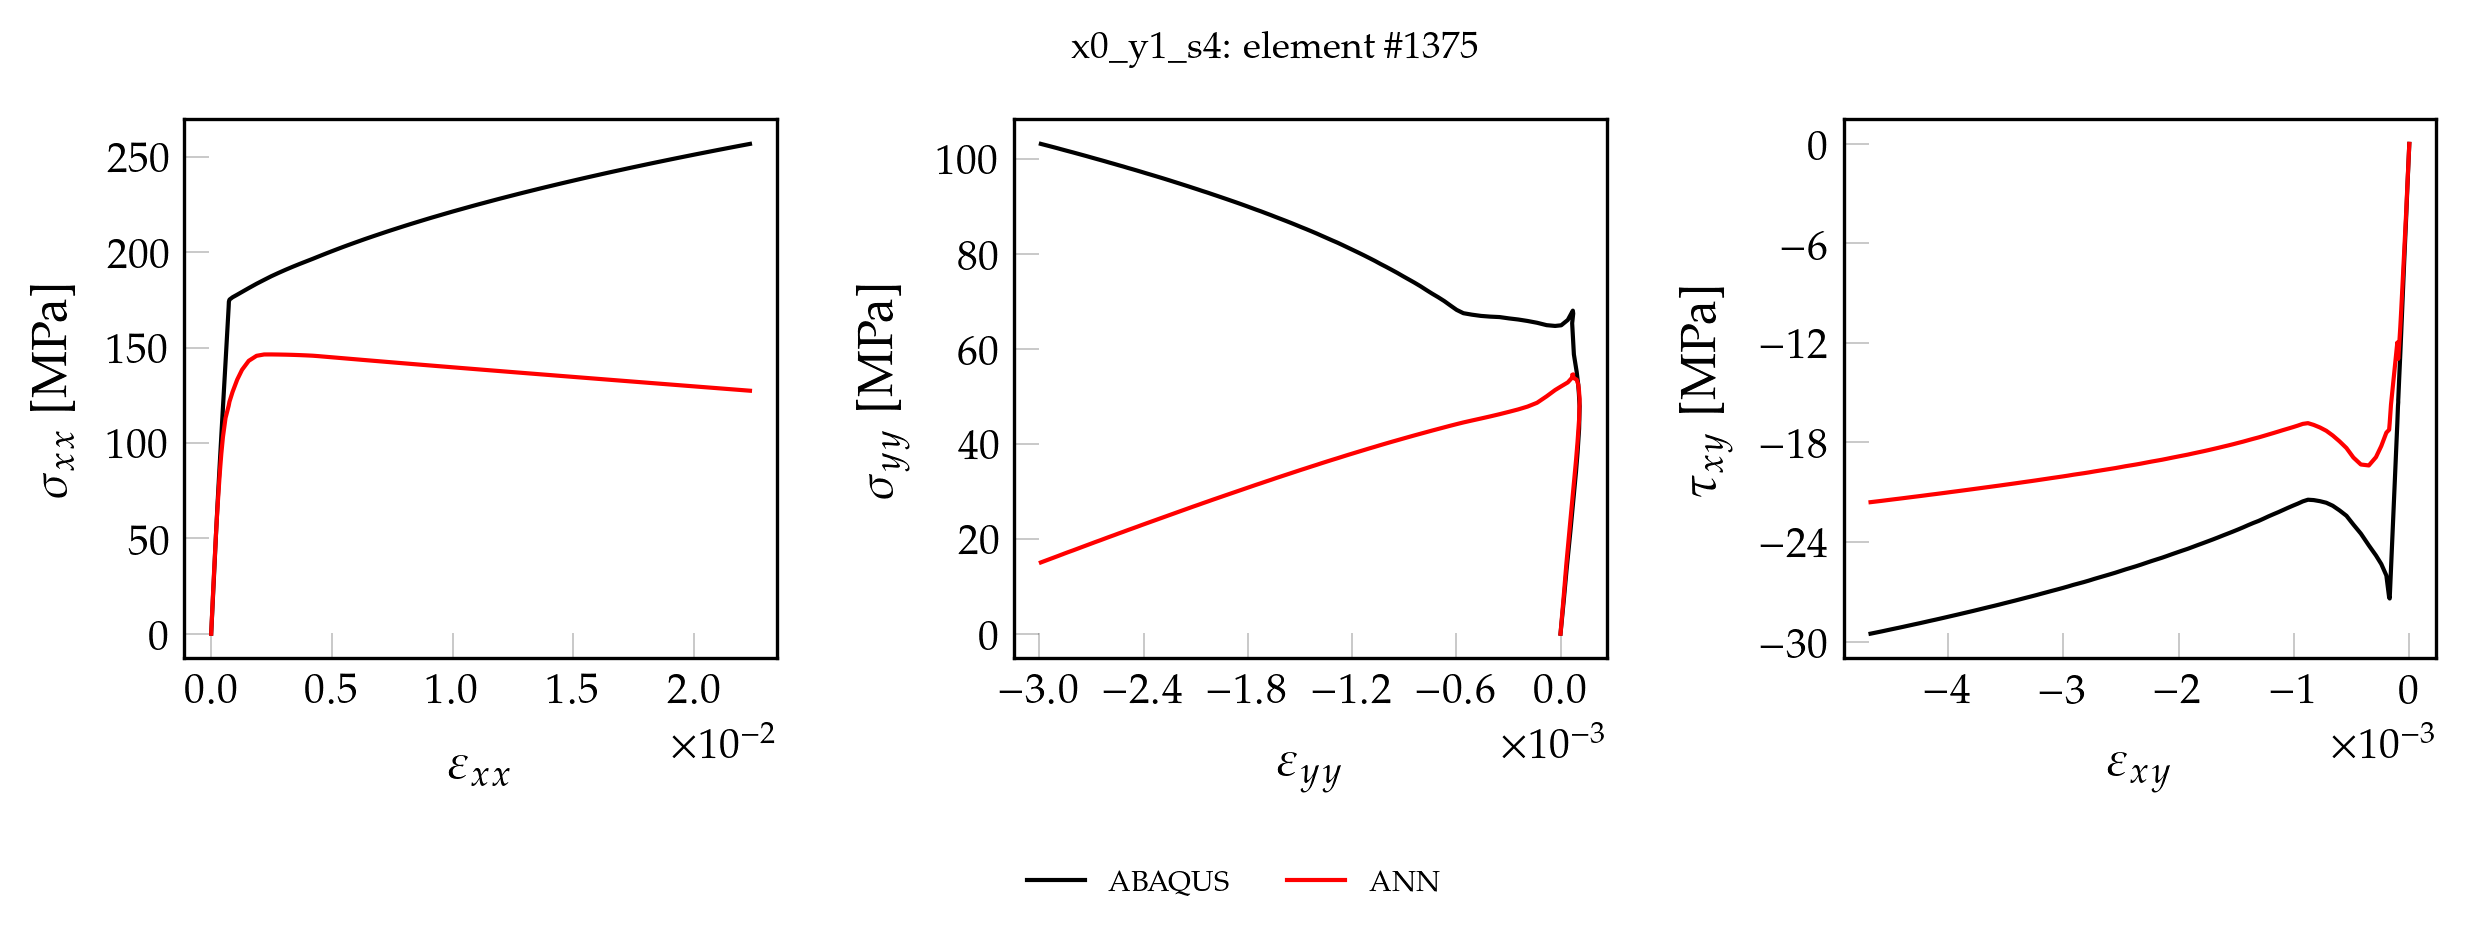 x0_y1_s4: element #1375
σxx [MPa]
250
200
150
100
50
0
0.0 0.5 1.0 1.5 2.0
×10−2
εxx
σyy [MPa]
100
80
60
40
20
0
−3.0 −2.4 −1.8 −1.2 −0.6 0.0
×10−3
εyy
τxy [MPa]
0
−6
−12
−18
−24
−30
−4 −3 −2 −1 0
×10−3
εxy
ABAQUS ANN